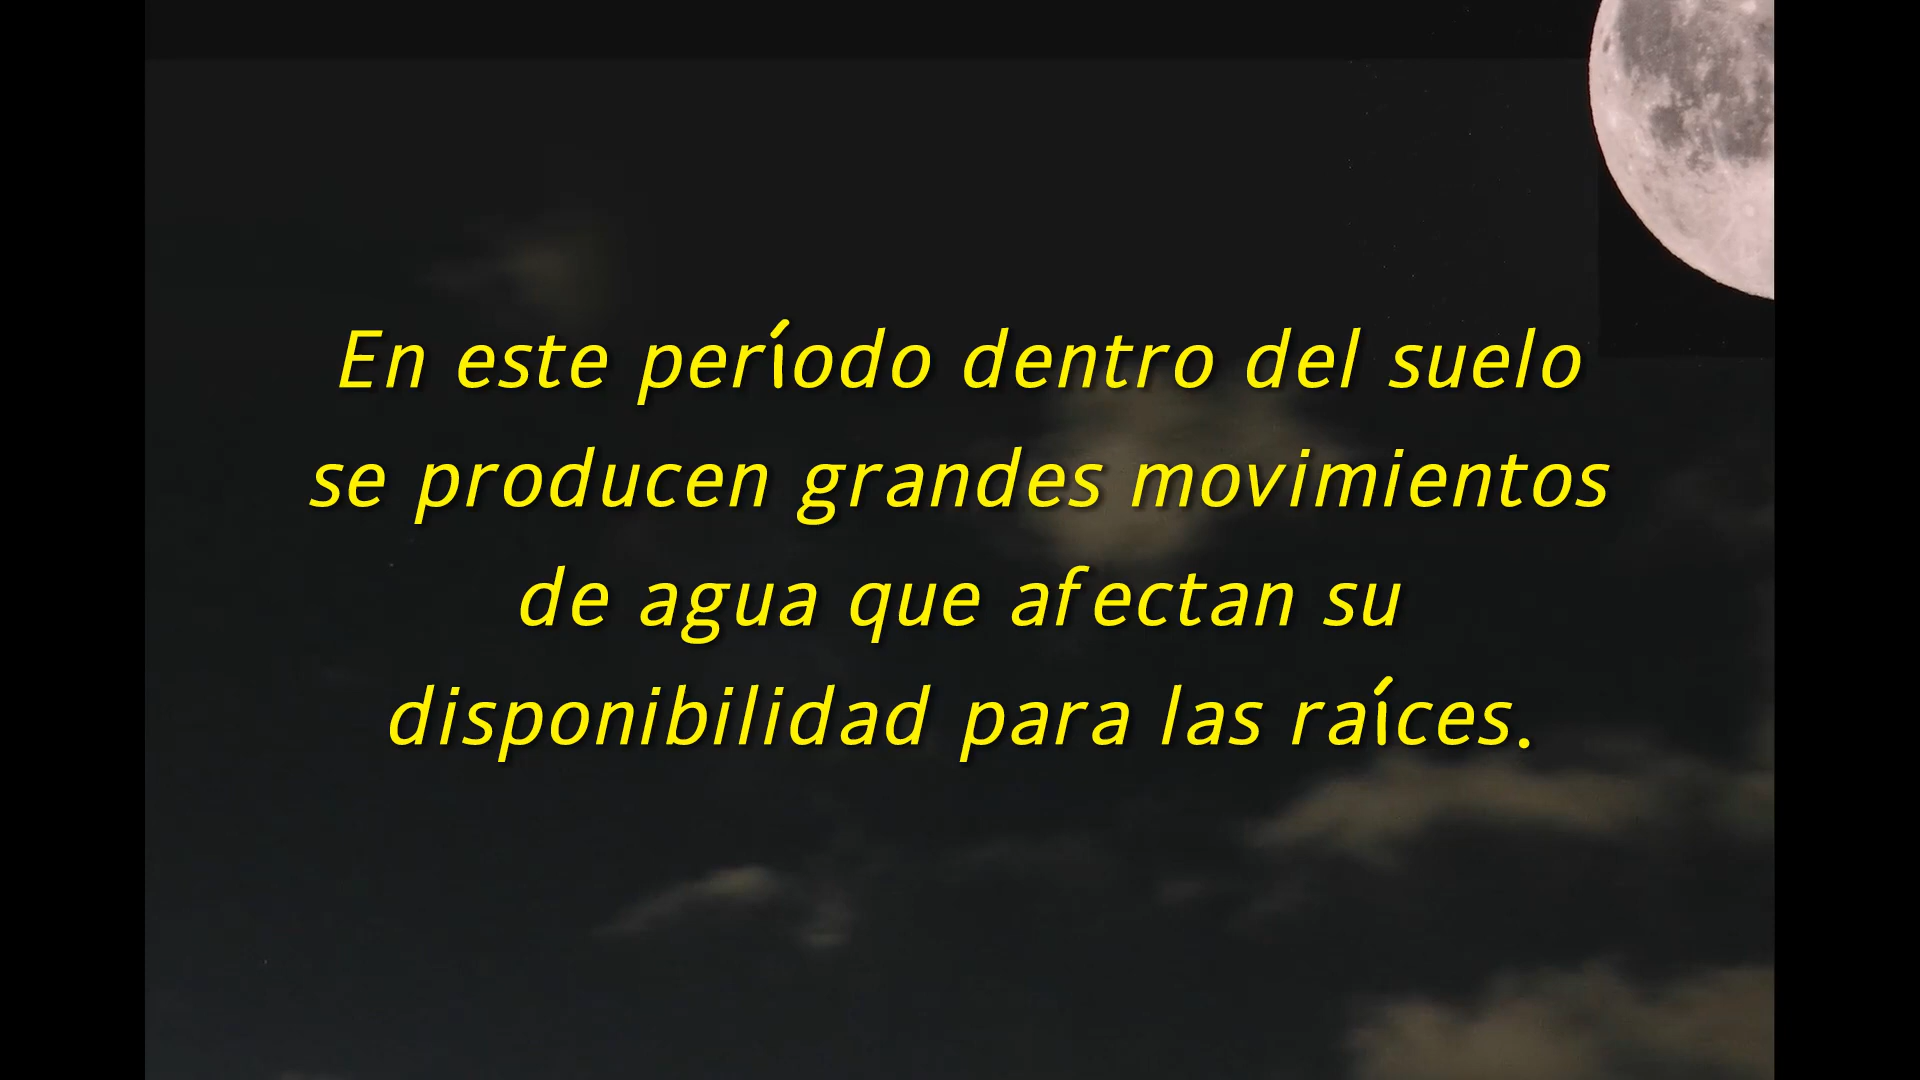 En este período dentro del suelo
se producen grandes movimientos
de agua que afectan su
disponibilidad para las raíces.